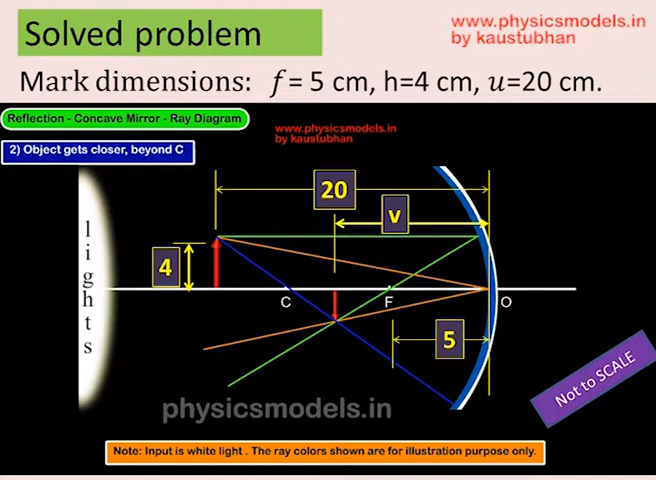 Solved problem
www.physicsmodels.in
by kaustubhan
Mark dimensions: f = 5 cm, h=4 cm, u=20 cm.
Reflection - Concave Mirror - Ray Diagram
www.physicsmodels.in
by kaustubhan
2) Object gets closer, beyond C
20
v
lights
4
C
F
O
5
Not to SCALE
physicsmodels.in
Note: Input is white light . The ray colors shown are for illustration purpose only.